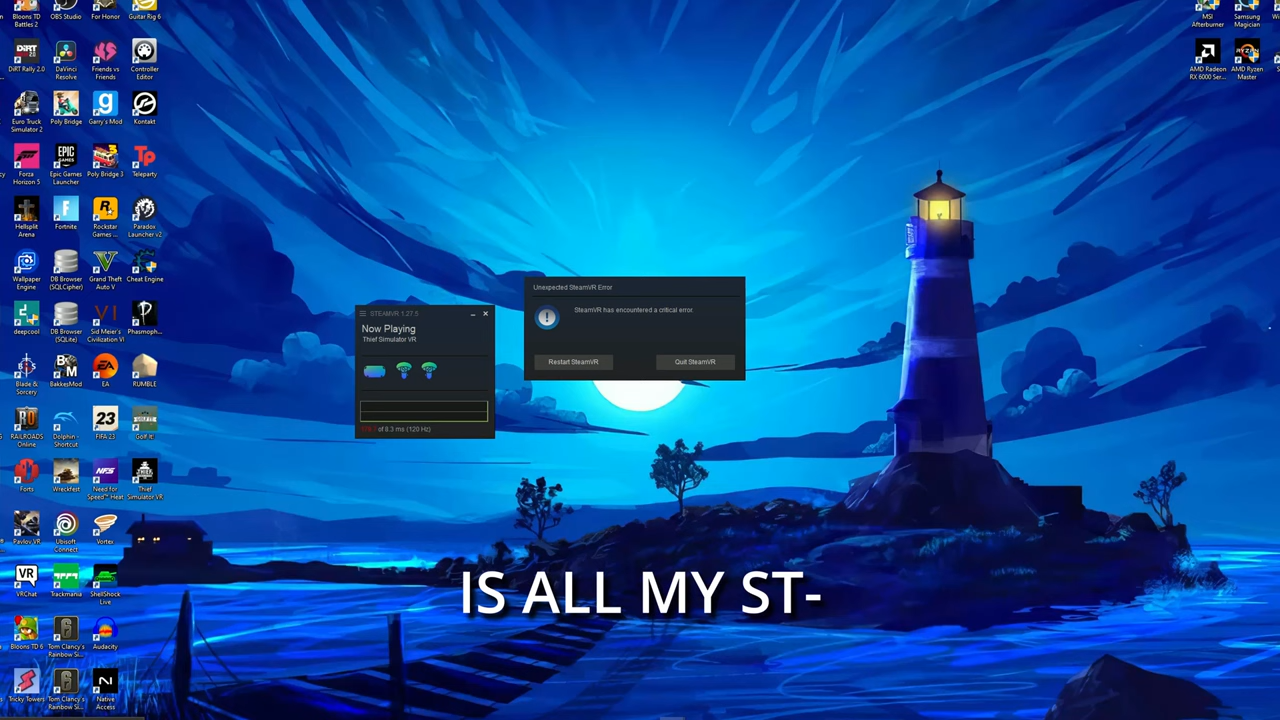 Bloons TD
Battles 2
OBS Studio
For Honor
Guitar Rig 6
MSI
Afterburner
Samsung
Magician
DiRT Rally 2.0
DaVinci
Resolve
Friends vs
Friends
Controller
Editor
AMD Radeon
RX 6000 Ser...
AMD Ryzen
Master
Euro Truck
Simulator 2
Poly Bridge
Garry's Mod
Kontakt
Forza
Horizon 5
Epic Games
Launcher
Poly Bridge 3
Teleparty
Hellsplit
Arena
Fortnite
Rockstar
Games ...
Paradox
Launcher v2
Wallpaper
Engine
DB Browser
(SQLCipher)
Grand Theft
Auto V
Cheat Engine
deepcool
DB Browser
(SQLite)
Sid Meier's
Civilization VI
Phasmoph...
Blade &
Sorcery
BakkesMod
EA
RUMBLE
RAILROADS
Online
Dolphin -
Shortcut
FIFA 23
Golf It!
Forts
Wreckfest
Need for
Speed™ Heat
Thief
Simulator VR
Pavlov VR
Ubisoft
Connect
Vortex
VRChat
Trackmania
ShellShock
Live
Bloons TD 6
Tom Clancy's
Rainbow Si...
Audacity
Tricky Towers
Tom Clancy's
Rainbow Si...
Native
Access
STEAMVR 1.27.5
Now Playing
Thief Simulator VR
of 8.3 ms (120 Hz)
Unexpected SteamVR Error
SteamVR has encountered a critical error.
Restart SteamVR
Quit SteamVR
IS ALL MY ST-